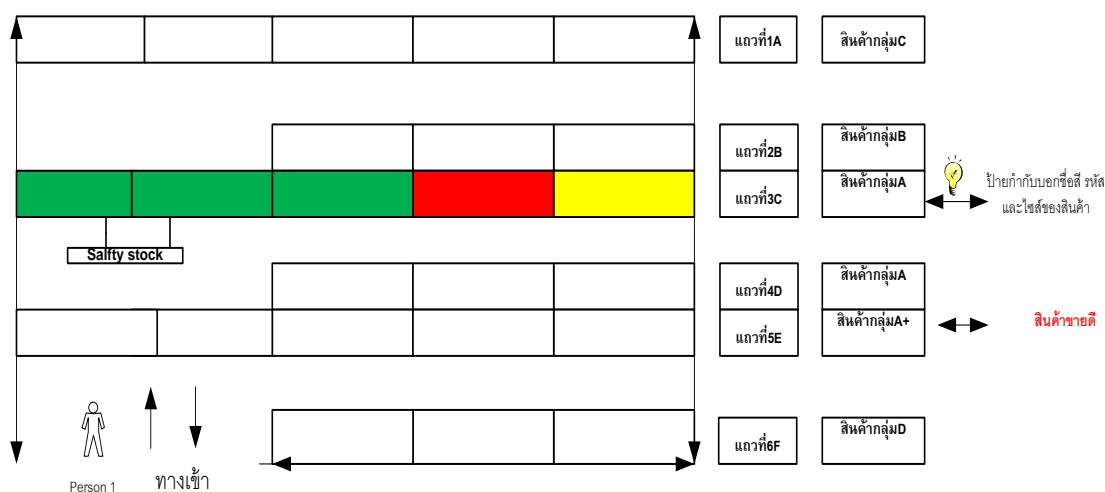 แถวที่1A
สินค้ากลุ่มC
แถวที่2B
สินค้ากลุ่มB
แถวที่3C
สินค้ากลุ่มA
ป้ายกำกับบอกชื่อสี รหัส
และไซส์ของสินค้า
Salfty stock
แถวที่4D
สินค้ากลุ่มA
แถวที่5E
สินค้ากลุ่มA+
สินค้าขายดี
แถวที่6F
สินค้ากลุ่มD
Person 1
ทางเข้า